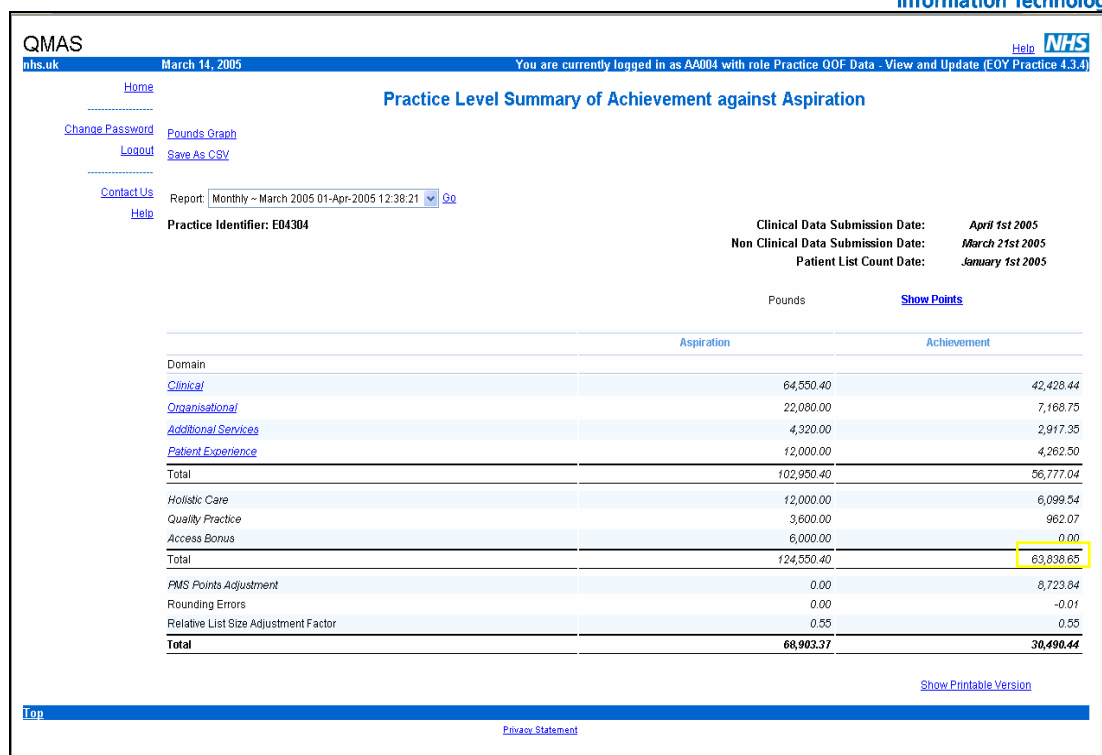 Information Technolog
QMAS
Help NHS
nhs.uk March 14, 2005 You are currently logged in as AA004 with role Practice QOF Data - View and Update (EOY Practice 4.3.4)
Home
Practice Level Summary of Achievement against Aspiration
-------------------
Change Password Pounds Graph
Logout Save As CSV
-------------------
Contact Us Report: Monthly ~ March 2005 01-Apr-2005 12:38:21 Go
Help Practice Identifier: E04304 Clinical Data Submission Date: April 1st 2005
Non Clinical Data Submission Date: March 21st 2005
Patient List Count Date: January 1st 2005
Pounds Show Points
Aspiration Achievement
Domain
Clinical 64,550.40 42,428.44
Organisational 22,080.00 7,168.75
Additional Services 4,320.00 2,917.35
Patient Experience 12,000.00 4,262.50
Total 102,950.40 56,777.04
Holistic Care 12,000.00 6,099.54
Quality Practice 3,600.00 962.07
Access Bonus 6,000.00 0.00
Total 124,550.40 63,838.65
PMS Points Adjustment 0.00 8,723.84
Rounding Errors 0.00 -0.01
Relative List Size Adjustment Factor 0.55 0.55
Total 68,903.37 30,490.44
Show Printable Version
Top
Privacy Statement